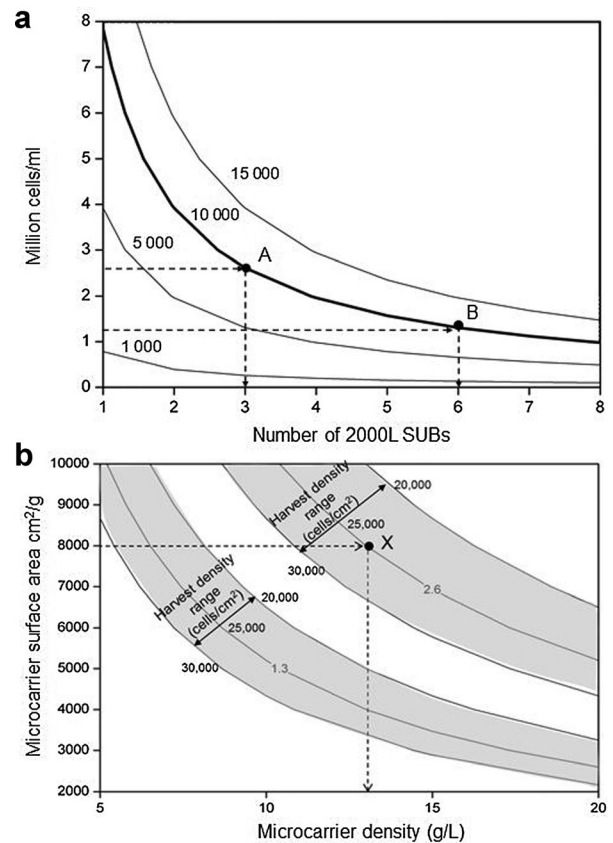 a
8
7
6
5
4
3
2
1
0
Million cells/ml
15 000
10 000
5 000
1 000
A
B
1 2 3 4 5 6 7 8
Number of 2000L SUBs
b
10000
9000
8000
7000
6000
5000
4000
3000
2000
Microcarrier surface area cm²/g
Harvest density
range
(cells/cm²)
20,000
25,000
30,000
X
2.6
Harvest density
range
(cells/cm²)
20,000
25,000
30,000
1.3
5 10 15 20
Microcarrier density (g/L)